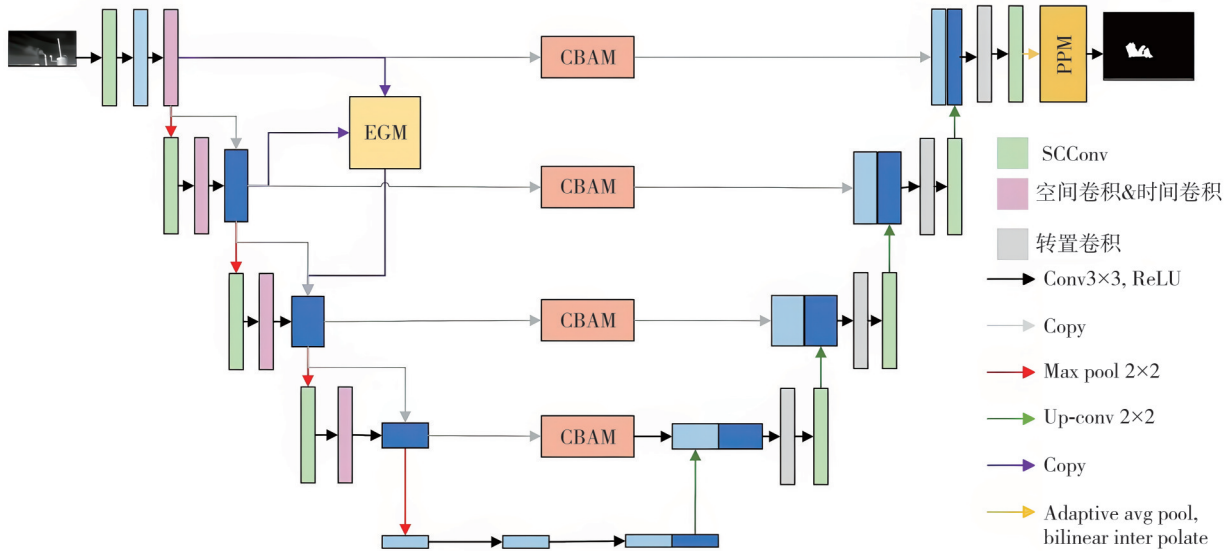 CBAM
PPM
EGM
CBAM
CBAM
CBAM
SCConv
空间卷积&时间卷积
转置卷积
Conv3×3, ReLU
Copy
Max pool 2×2
Up-conv 2×2
Copy
Adaptive avg pool,
bilinear inter polate